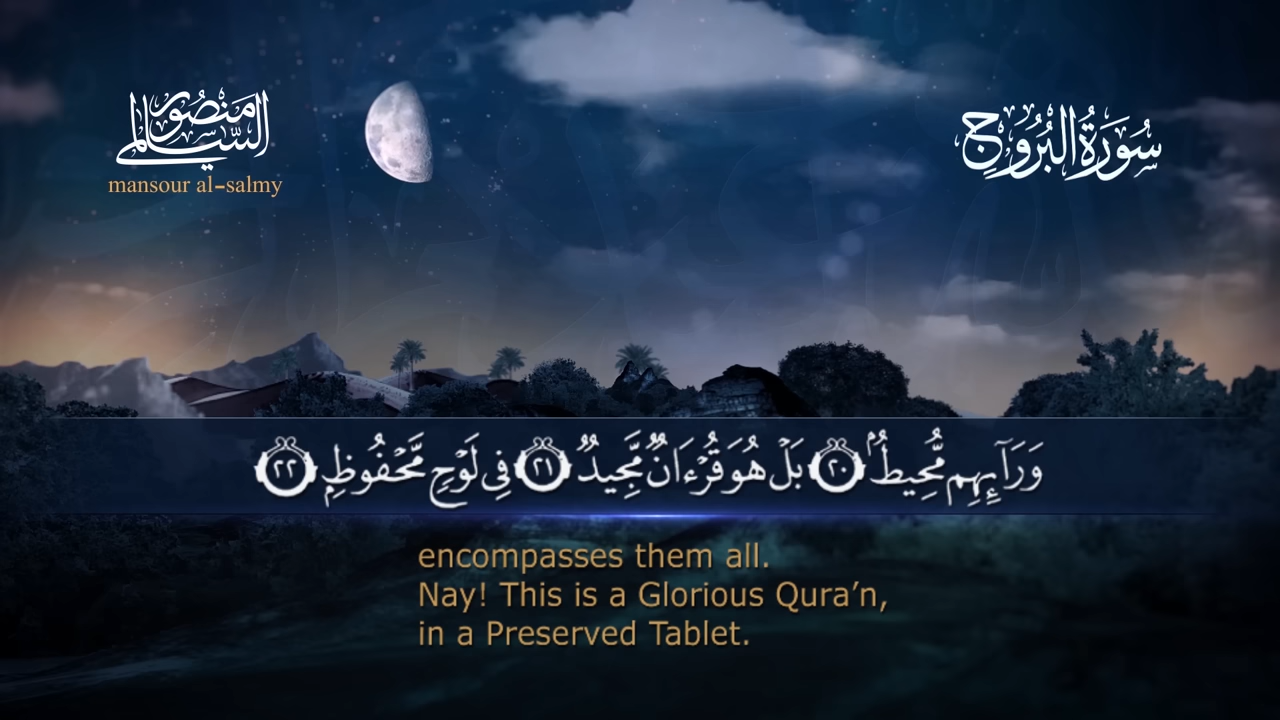 منصور السالمي
mansour al-salmy
سُورَةُ البُرُوجِ
وَرَآئِهِم مُّحِيطٌۢ ٢٠ بَلْ هُوَ قُرْءَانٌ مَّجِيدٌ ٢١ فِى لَوْحٍ مَّحْفُوظٍۭ ٢٢
encompasses them all.
Nay! This is a Glorious Qura’n,
in a Preserved Tablet.